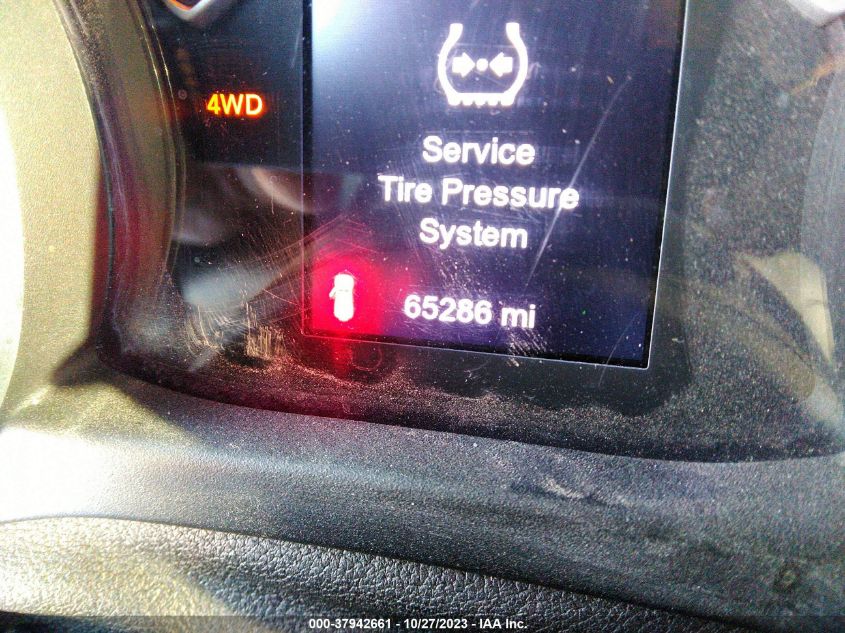 4WD
Service
Tire Pressure
System
65286 mi
000-37942661 - 10/27/2023 - IAA Inc.